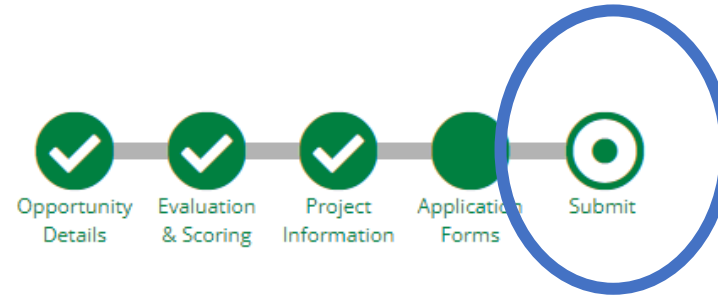 Opportunity Evaluation Project Application Submit
Details & Scoring Information Forms